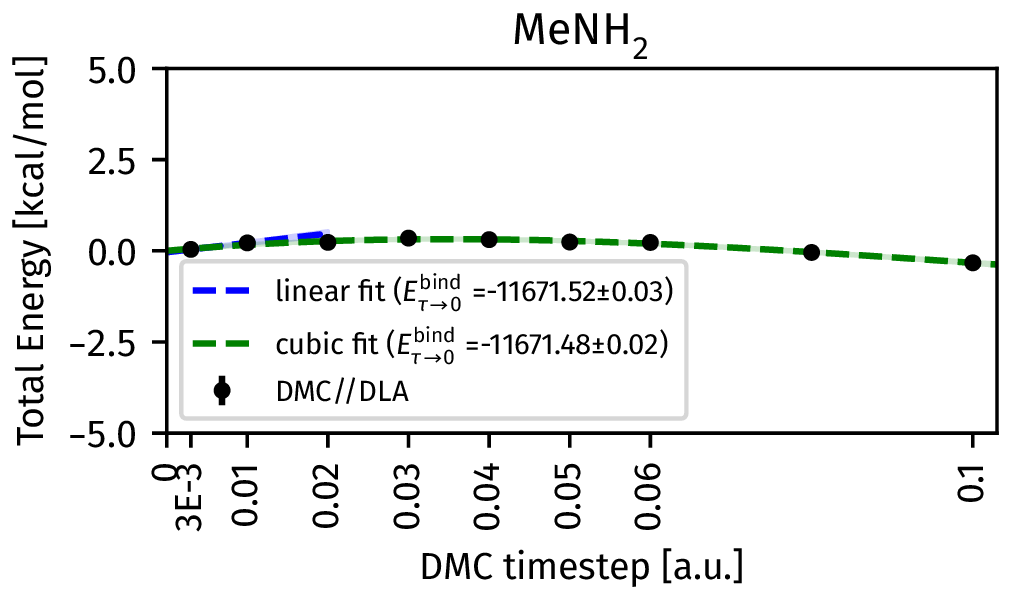 MeNH₂
Total Energy [kcal/mol]
5.0
2.5
0.0
−2.5
−5.0
linear fit (E^bind_τ→0 =-11671.52±0.03)
cubic fit (E^bind_τ→0 =-11671.48±0.02)
DMC//DLA
0
3E-3
0.01
0.02
0.03
0.04
0.05
0.06
0.1
DMC timestep [a.u.]